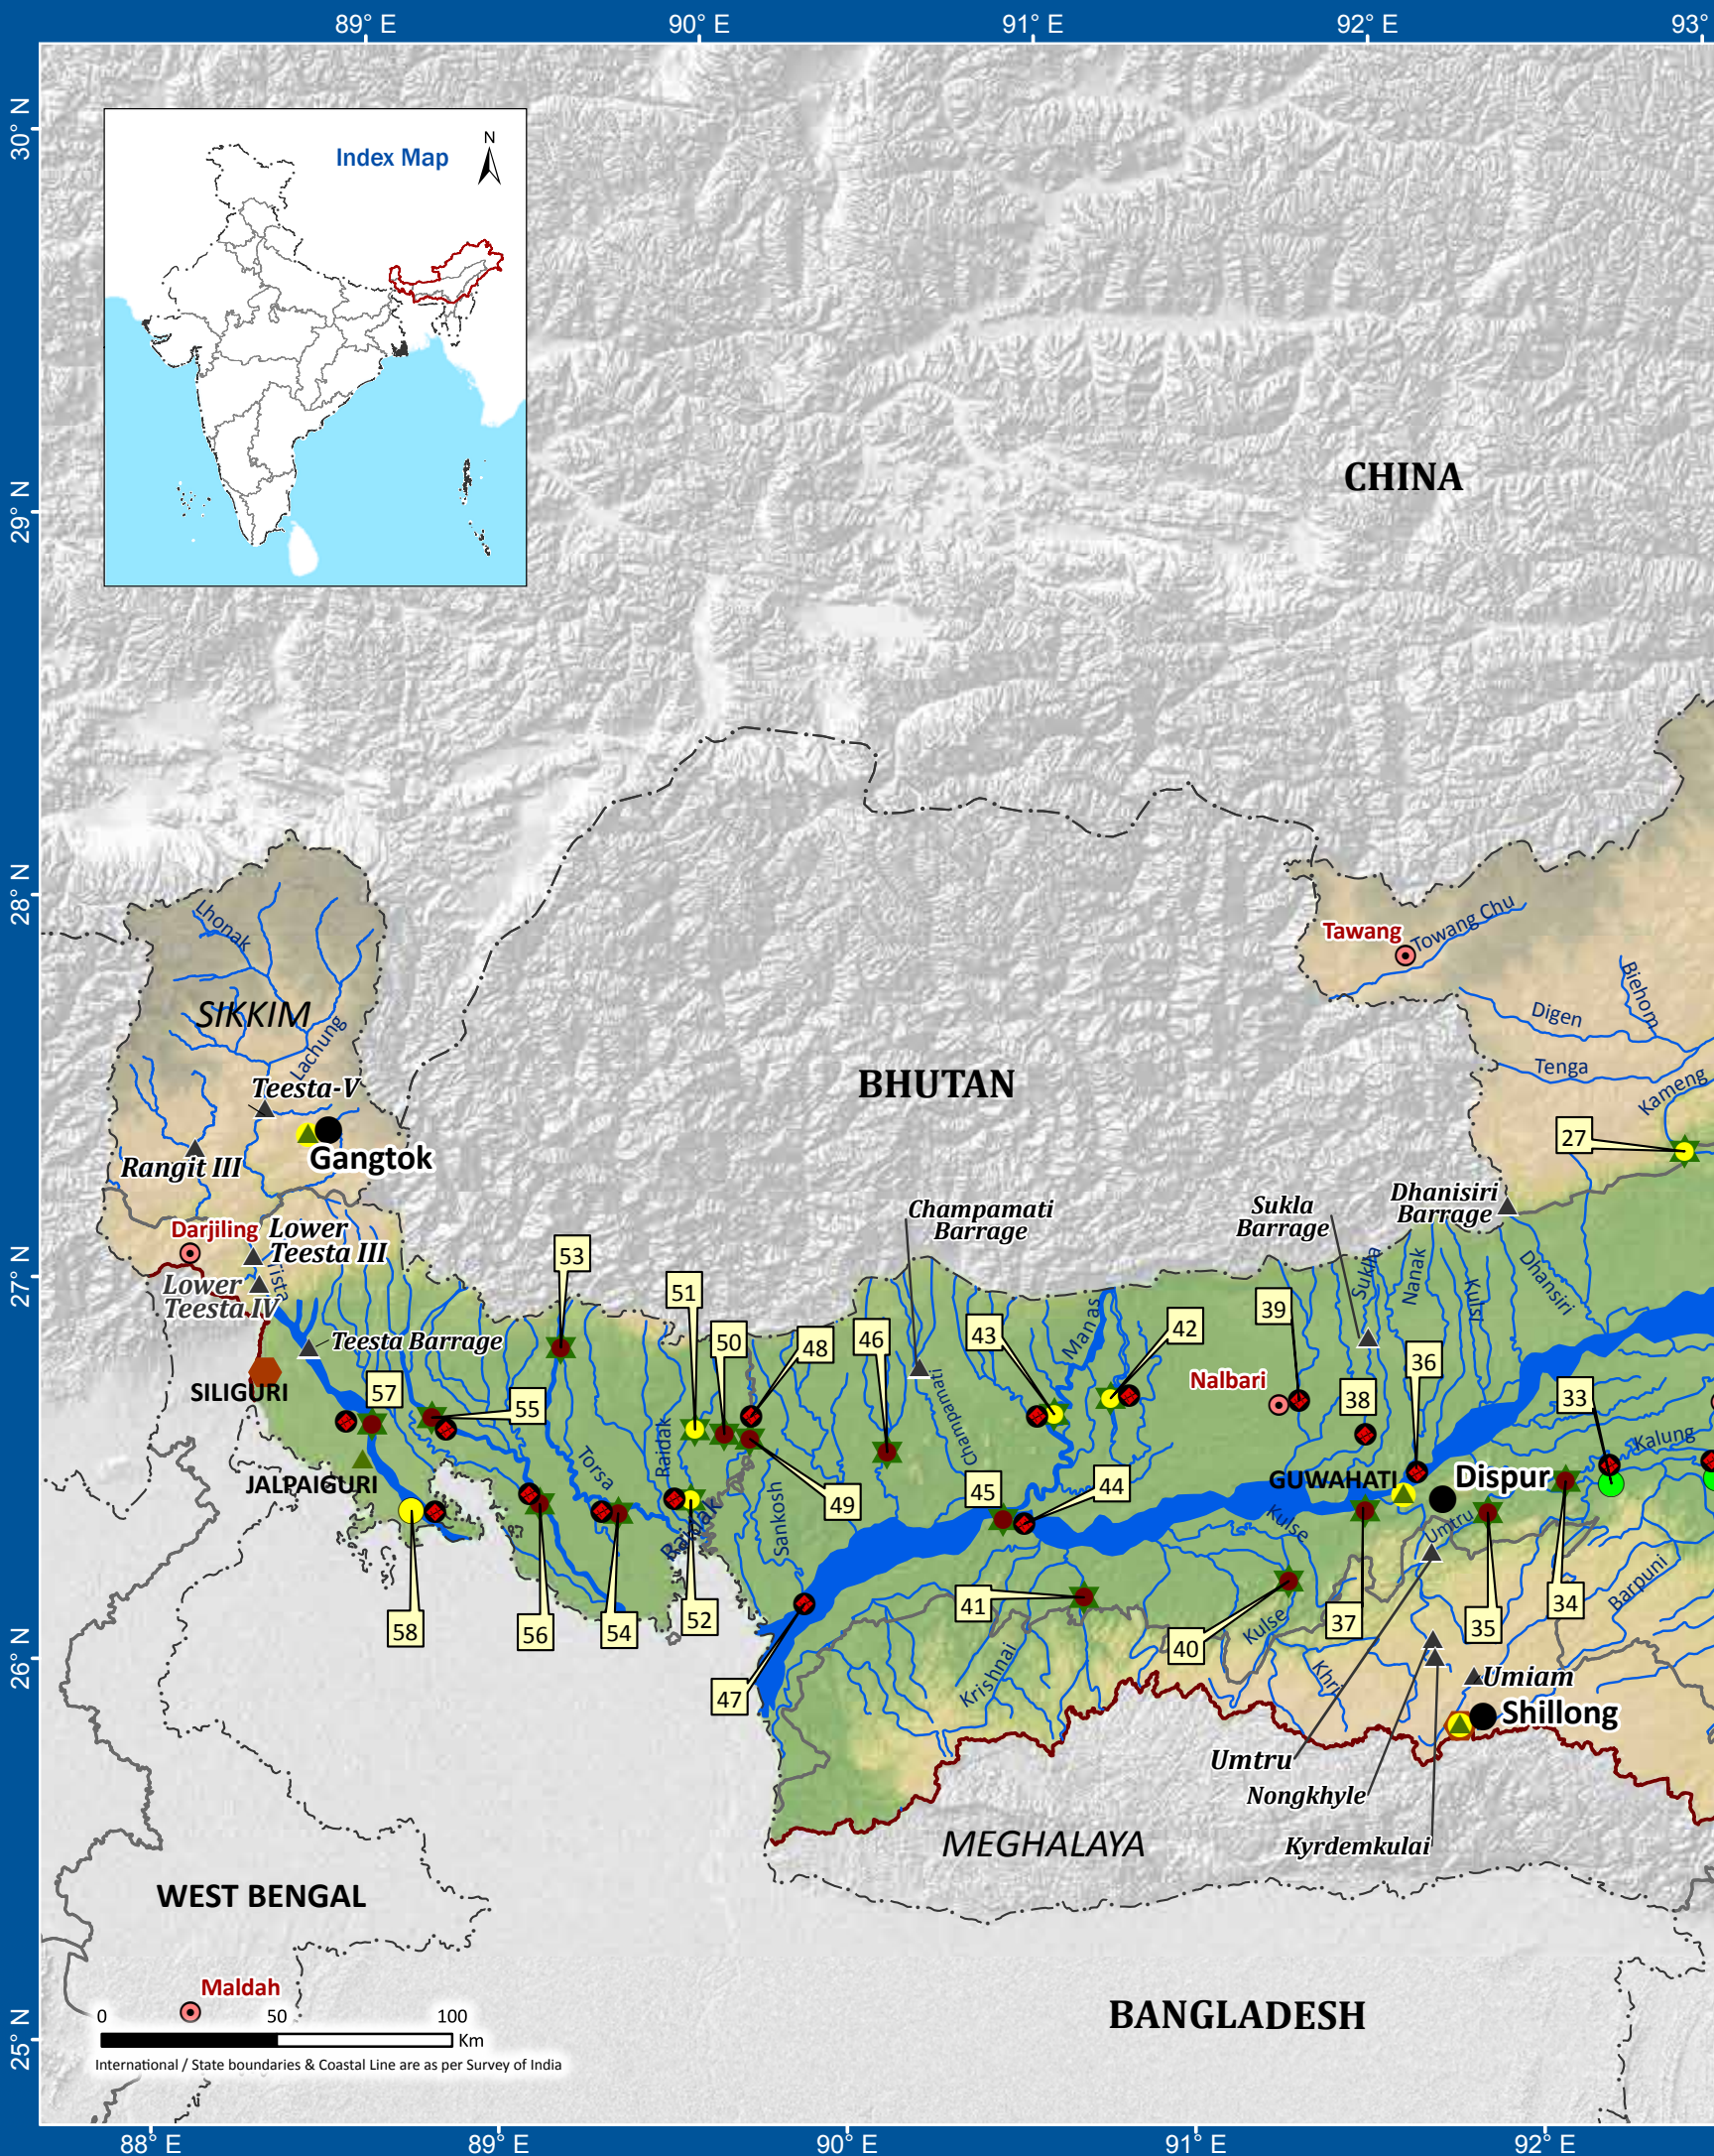 89° E
90° E
91° E
92° E
93°
30° N
29° N
28° N
27° N
26° N
25° N
Index Map
N
CHINA
Tawang
Towang Chu
Biehom
Digen
Tenga
Kameng
27
Lhonak
SIKKIM
Lachung
Teesta-V
Gangtok
Rangit III
BHUTAN
Darjiling
Lower
Teesta III
Lower
Teesta IV
Tista
Teesta Barrage
SILIGURI
JALPAIGURI
Champamati
Barrage
Sukla
Barrage
Dhanisiri
Barrage
Sukla
Nanak
Kulsi
Dhansiri
53
51
50
48
46
43
Manas
42
39
36
38
33
57
55
Torsa
Raidak
Raidak
Sankosh
Champamati
49
45
44
Nalbari
GUWAHATI
Dispur
Kalung
Kulse
Umtru
Barpuni
58
56
54
52
47
41
40
37
35
34
Krishnai
Kulse
Khri
Umiam
Shillong
Umtru
Nongkhyle
Kyrdemkulai
MEGHALAYA
WEST BENGAL
Maldah
BANGLADESH
0 50 100
Km
International / State boundaries & Coastal Line are as per Survey of India
88° E
89° E
90° E
91° E
92° E